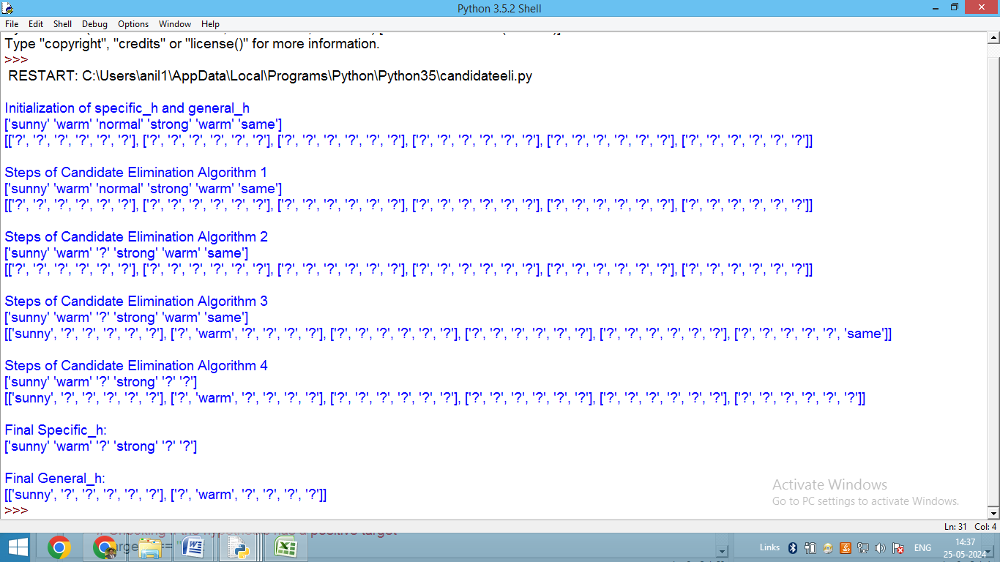 Python 3.5.2 Shell
File Edit Shell Debug Options Window Help
Type "copyright", "credits" or "license()" for more information.
>>>
RESTART: C:\Users\anil1\AppData\Local\Programs\Python\Python35\candidateeli.py
Initialization of specific_h and general_h
['sunny' 'warm' 'normal' 'strong' 'warm' 'same']
[['?', '?', '?', '?', '?', '?'], ['?', '?', '?', '?', '?', '?'], ['?', '?', '?', '?', '?', '?'], ['?', '?', '?', '?', '?', '?'], ['?', '?', '?', '?', '?', '?'], ['?', '?', '?', '?', '?', '?']]
Steps of Candidate Elimination Algorithm 1
['sunny' 'warm' 'normal' 'strong' 'warm' 'same']
[['?', '?', '?', '?', '?', '?'], ['?', '?', '?', '?', '?', '?'], ['?', '?', '?', '?', '?', '?'], ['?', '?', '?', '?', '?', '?'], ['?', '?', '?', '?', '?', '?'], ['?', '?', '?', '?', '?', '?']]
Steps of Candidate Elimination Algorithm 2
['sunny' 'warm' '?' 'strong' 'warm' 'same']
[['?', '?', '?', '?', '?', '?'], ['?', '?', '?', '?', '?', '?'], ['?', '?', '?', '?', '?', '?'], ['?', '?', '?', '?', '?', '?'], ['?', '?', '?', '?', '?', '?'], ['?', '?', '?', '?', '?', '?']]
Steps of Candidate Elimination Algorithm 3
['sunny' 'warm' '?' 'strong' 'warm' 'same']
[['sunny', '?', '?', '?', '?', '?'], ['?', 'warm', '?', '?', '?', '?'], ['?', '?', '?', '?', '?', '?'], ['?', '?', '?', '?', '?', '?'], ['?', '?', '?', '?', '?', '?'], ['?', '?', '?', '?', '?', 'same']]
Steps of Candidate Elimination Algorithm 4
['sunny' 'warm' '?' 'strong' '?' '?']
[['sunny', '?', '?', '?', '?', '?'], ['?', 'warm', '?', '?', '?', '?'], ['?', '?', '?', '?', '?', '?'], ['?', '?', '?', '?', '?', '?'], ['?', '?', '?', '?', '?', '?'], ['?', '?', '?', '?', '?', '?']]
Final Specific_h:
['sunny' 'warm' '?' 'strong' '?' '?']
Final General_h:
[['sunny', '?', '?', '?', '?', '?'], ['?', 'warm', '?', '?', '?', '?']]
>>>
Activate Windows
Go to PC settings to activate Windows.
Ln: 31 Col: 4
Links ENG
14:37
25-05-2024